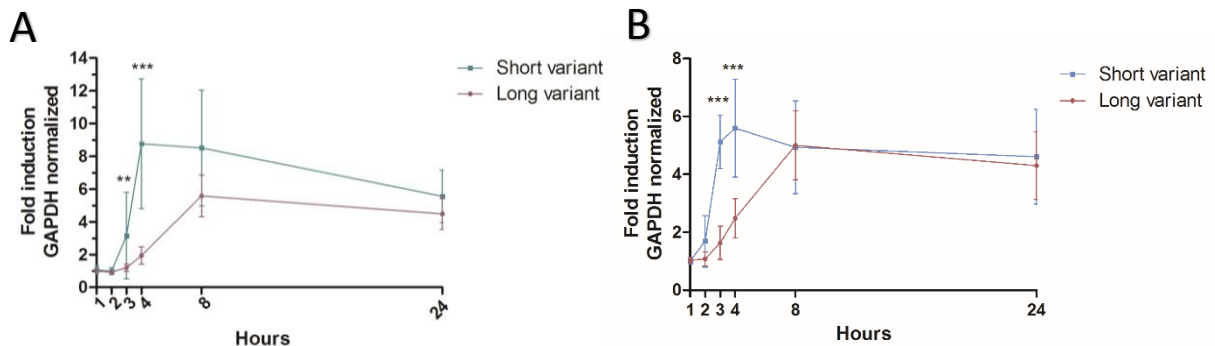 A
14
12
10
8
6
4
2
0
Fold induction
GAPDH normalized
**
***
Short variant
Long variant
1 2 3 4 8 24
Hours
B
8
6
4
2
0
Fold induction
GAPDH normalized
***
***
Short variant
Long variant
1 2 3 4 8 24
Hours